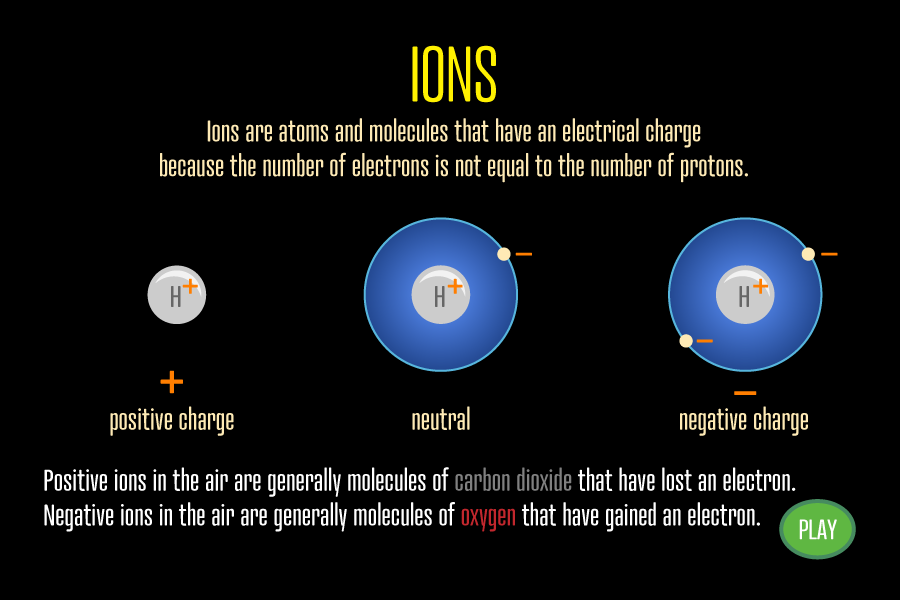 IONS
Ions are atoms and molecules that have an electrical charge
because the number of electrons is not equal to the number of protons.
H+ H+ − H+ − −
+ −
positive charge neutral negative charge
Positive ions in the air are generally molecules of carbon dioxide that have lost an electron.
Negative ions in the air are generally molecules of oxygen that have gained an electron.
PLAY